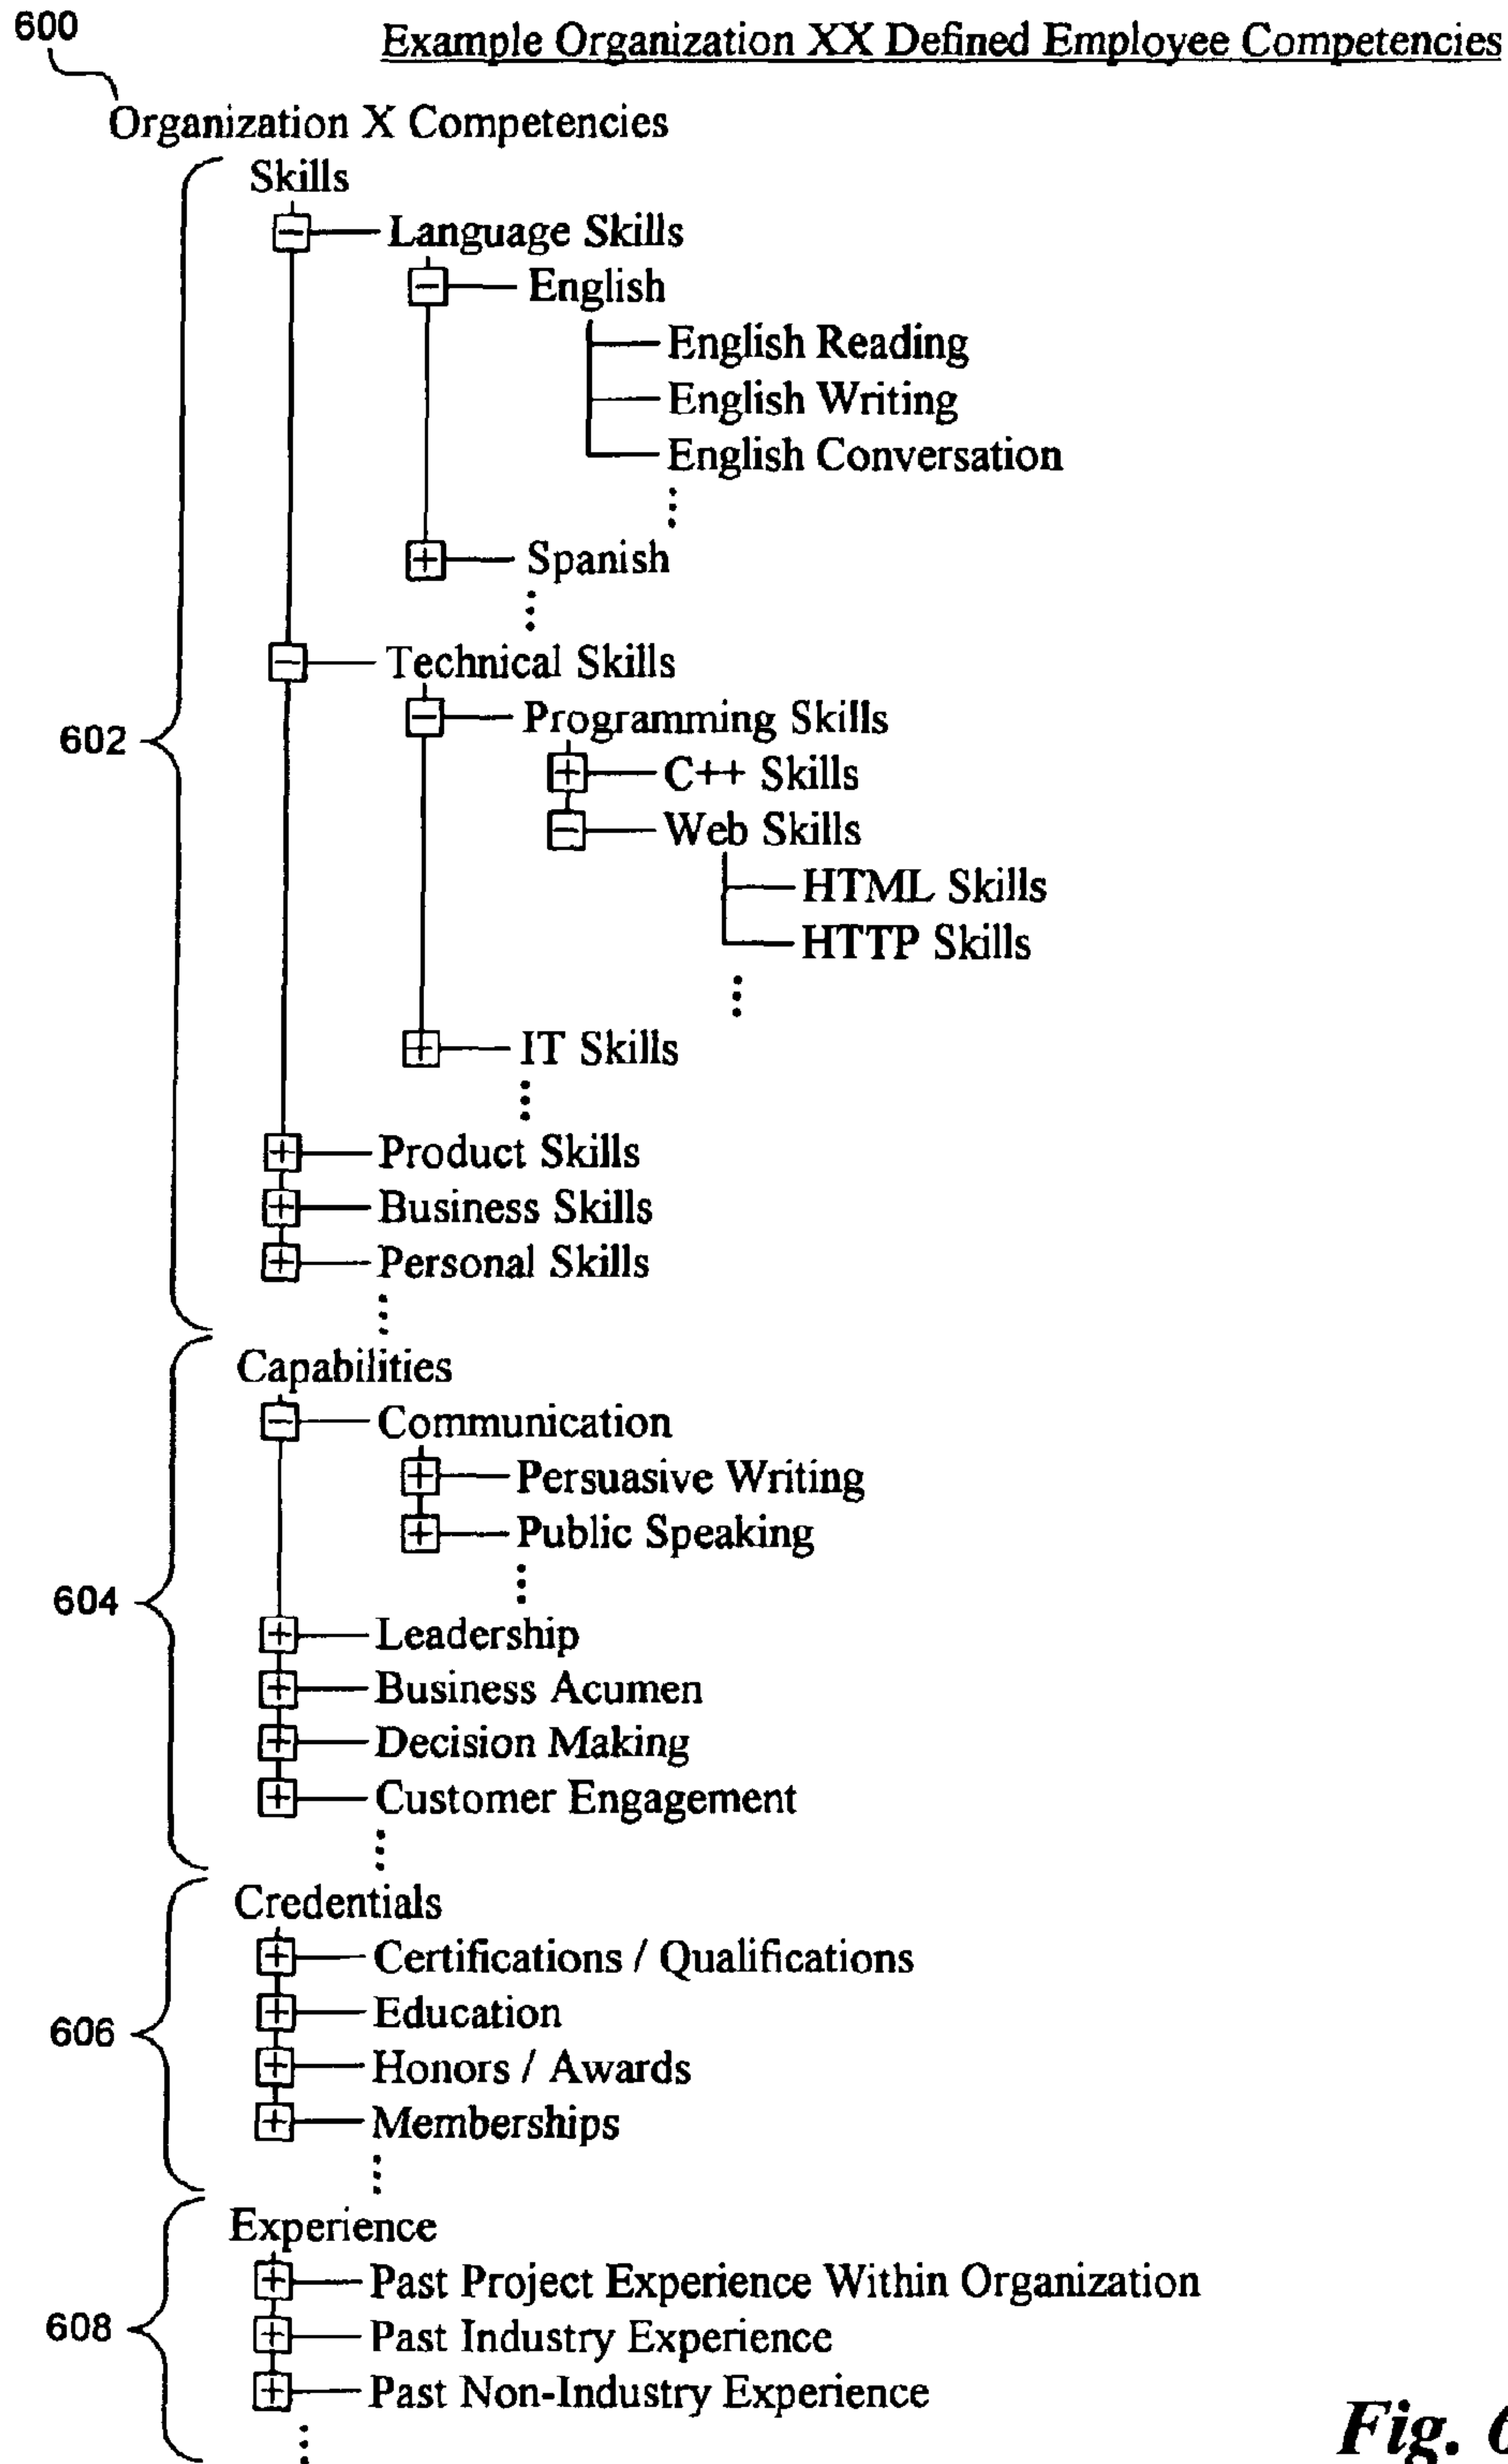 600
Example Organization XX Defined Employee Competencies
Organization X Competencies
Skills
Language Skills
English
English Reading
English Writing
English Conversation
Spanish
Technical Skills
Programming Skills
602
C++ Skills
Web Skills
HTML Skills
HTTP Skills
IT Skills
Product Skills
Business Skills
Personal Skills
Capabilities
Communication
Persuasive Writing
Public Speaking
604
Leadership
Business Acumen
Decision Making
Customer Engagement
Credentials
Certifications / Qualifications
Education
606
Honors / Awards
Memberships
Experience
Past Project Experience Within Organization
608
Past Industry Experience
Past Non-Industry Experience
Fig. 6